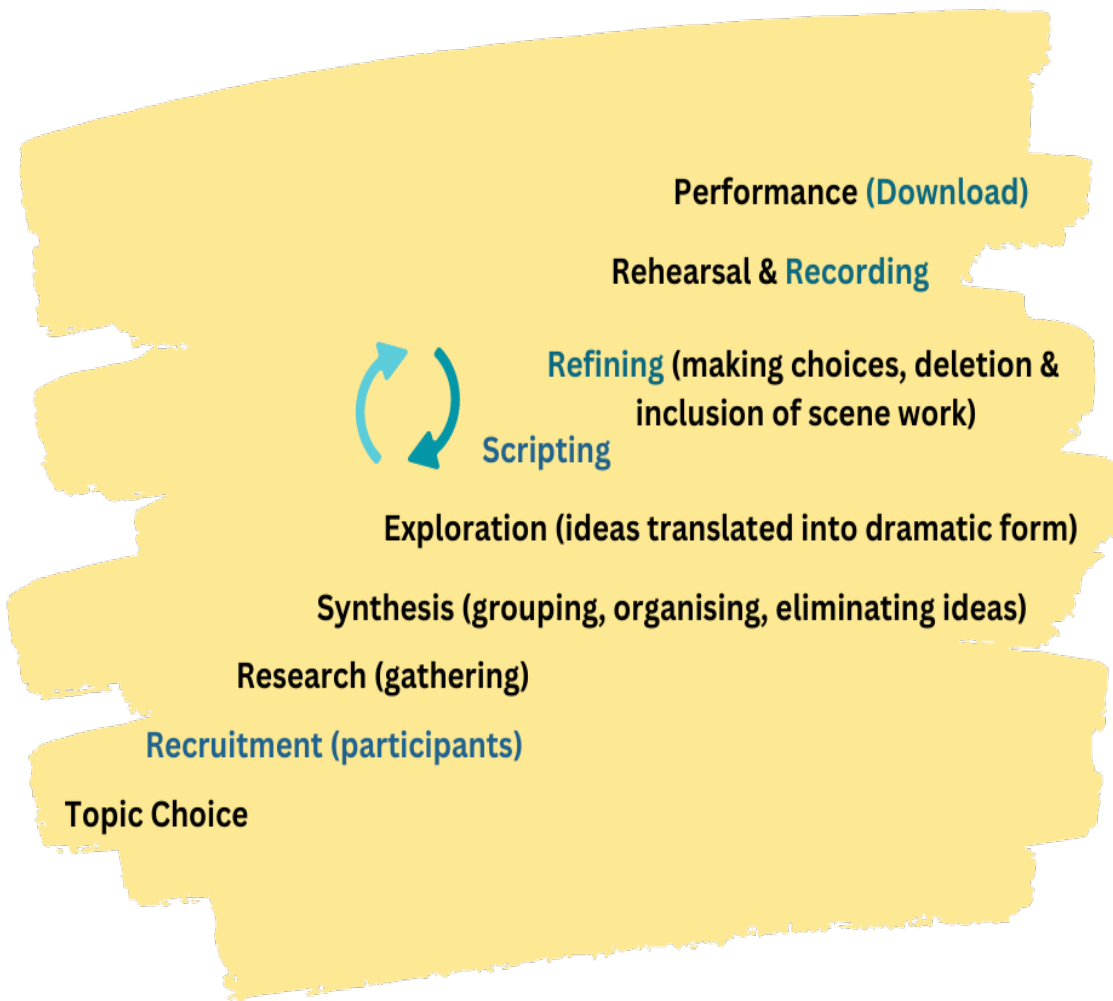 Performance (Download)
Rehearsal & Recording
Refining (making choices, deletion &
inclusion of scene work)
Scripting
Exploration (ideas translated into dramatic form)
Synthesis (grouping, organising, eliminating ideas)
Research (gathering)
Recruitment (participants)
Topic Choice